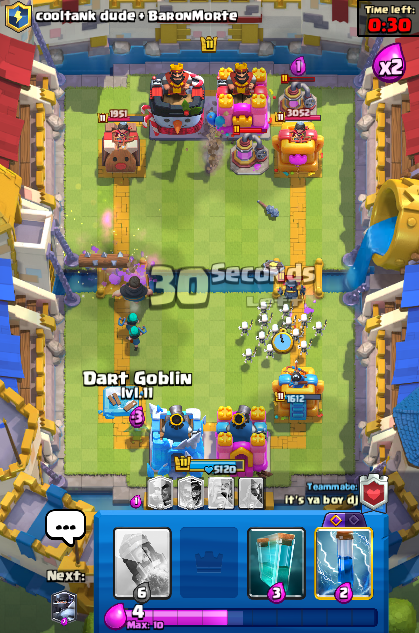 cooltank dude + BaronMorte
Time left:
0:30
x2
1951
3052
30 Seconds
Dart Goblin
lvl.11
3
1612
5120
Teammate:
it's ya boy dj
...
Next:
6
3
2
4
Max: 10